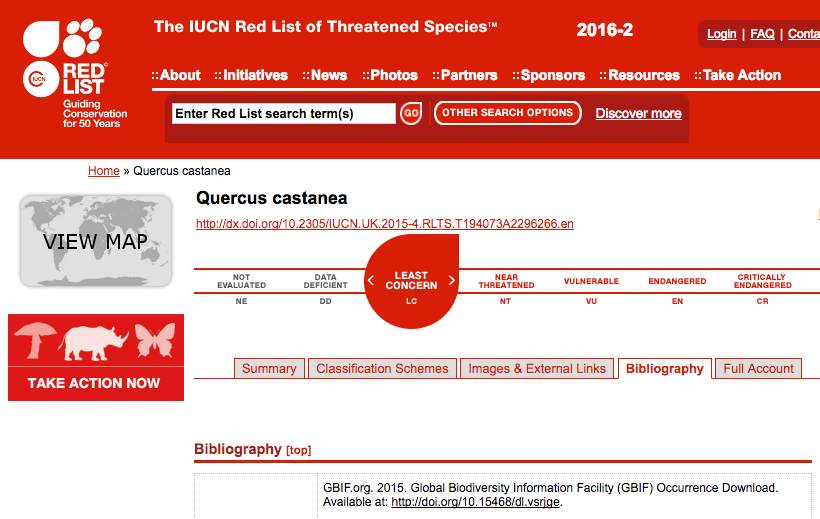 The IUCN Red List of Threatened Species™
2016-2
Login | FAQ | Conta
IUCN
RED
LIST
Guiding
Conservation
for 50 Years
::About ::Initiatives ::News ::Photos ::Partners ::Sponsors ::Resources ::Take Action
Enter Red List search term(s) GO OTHER SEARCH OPTIONS Discover more
Home » Quercus castanea
VIEW MAP
Quercus castanea
http://dx.doi.org/10.2305/IUCN.UK.2015-4.RLTS.T194073A2296266.en
NOT EVALUATED
NE
DATA DEFICIENT
DD
< LEAST CONCERN >
LC
NEAR THREATENED
NT
VULNERABLE
VU
ENDANGERED
EN
CRITICALLY ENDANGERED
CR
TAKE ACTION NOW
Summary Classification Schemes Images & External Links Bibliography Full Account
Bibliography [top]
GBIF.org. 2015. Global Biodiversity Information Facility (GBIF) Occurrence Download.
Available at: http://doi.org/10.15468/dl.vsrjge.